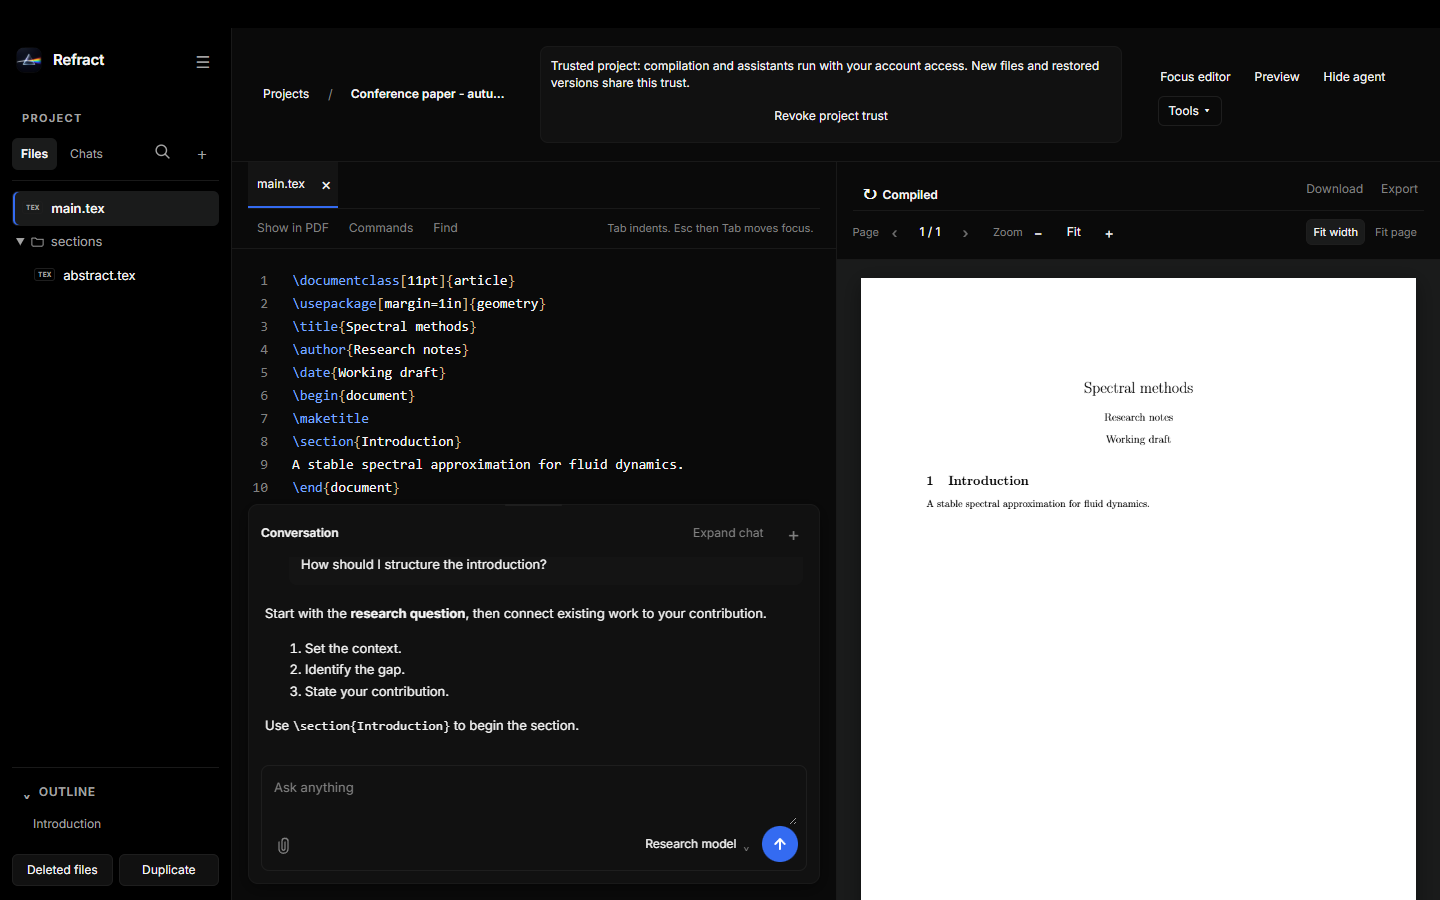 Refract
☰
PROJECT
Files Chats +
TEX main.tex
▼ sections
TEX abstract.tex
OUTLINE
Introduction
Deleted files Duplicate
Projects / Conference paper - autu...
Trusted project: compilation and assistants run with your account access. New files and restored
versions share this trust.
Revoke project trust
Focus editor Preview Hide agent
Tools ▾
main.tex ×
Show in PDF Commands Find Tab indents. Esc then Tab moves focus.
1 \documentclass[11pt]{article}
2 \usepackage[margin=1in]{geometry}
3 \title{Spectral methods}
4 \author{Research notes}
5 \date{Working draft}
6 \begin{document}
7 \maketitle
8 \section{Introduction}
9 A stable spectral approximation for fluid dynamics.
10 \end{document}
Conversation Expand chat +
How should I structure the introduction?
Start with the research question, then connect existing work to your contribution.
1. Set the context.
2. Identify the gap.
3. State your contribution.
Use \section{Introduction} to begin the section.
Ask anything
Research model
↻ Compiled Download Export
Page ‹ 1 / 1 › Zoom − Fit + Fit width Fit page
Spectral methods
Research notes
Working draft
1 Introduction
A stable spectral approximation for fluid dynamics.